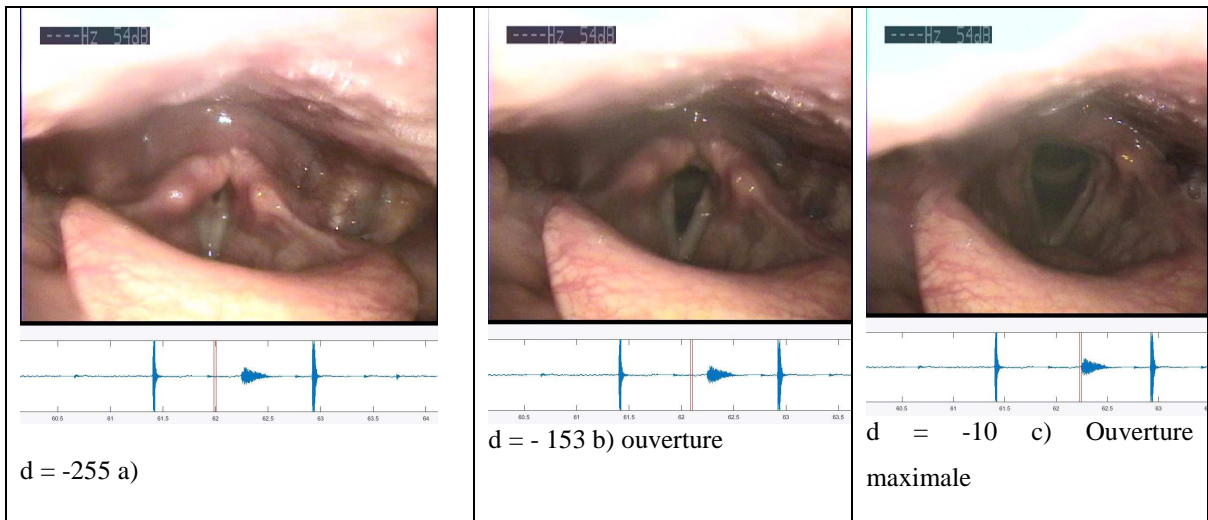 ----Hz 54dB
----Hz 54dB
----Hz 54dB
60.5 61 61.5 62 62.5 63 63.5 64
60.5 61 61.5 62 62.5 63 63.5
60.5 61 61.5 62 62.5 63
d = -255 a)
d = - 153 b) ouverture
d = -10 c) Ouverture
maximale